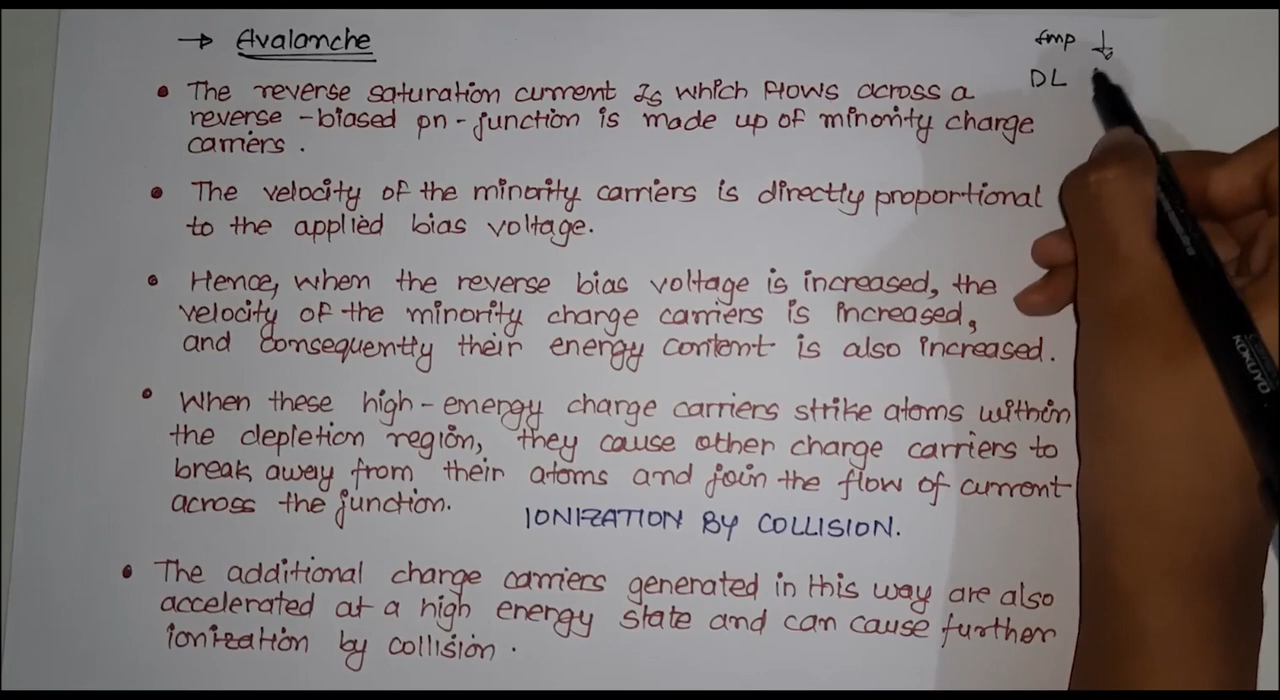 → Avalanche
Imp ↓
DL
• The reverse saturation current Is which flows across a
reverse-biased pn-junction is made up of minority charge
carriers.
• The velocity of the minority carriers is directly proportional
to the applied bias voltage.
• Hence, when the reverse bias voltage is increased, the
velocity of the minority charge carriers is increased,
and consequently their energy content is also increased.
• When these high-energy charge carriers strike atoms within
the depletion region, they cause other charge carriers to
break away from their atoms and join the flow of current
across the junction.
IONIZATION BY COLLISION.
• The additional charge carriers generated in this way are also
accelerated at a high energy state and can cause further
ionization by collision.
KOKUYO